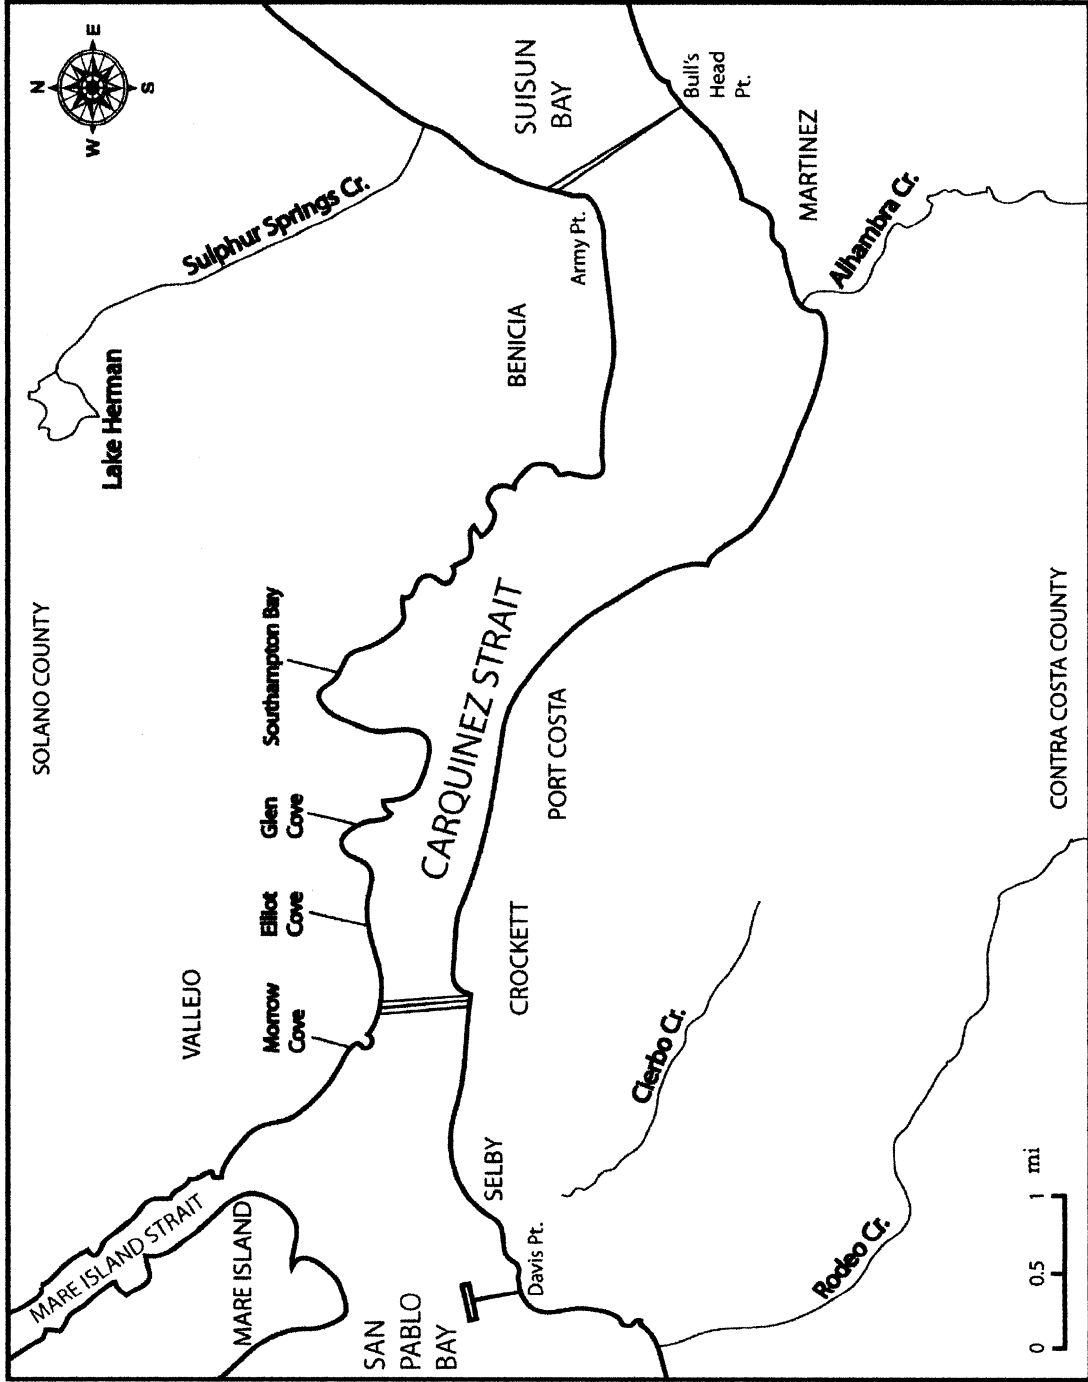 N
E
S
W
SOLANO COUNTY
Lake Herman
Sulphur Springs Cr.
SUISUN
BAY
Bull's
Head
Pt.
MARTINEZ
Alhambra Cr.
Army Pt.
BENICIA
Southampton Bay
Glen
Cove
Elliot
Cove
Morrow
Cove
VALLEJO
CARQUINEZ STRAIT
PORT COSTA
CROCKETT
SELBY
Davis Pt.
MARE ISLAND STRAIT
MARE ISLAND
SAN
PABLO
BAY
Cierbo Cr.
Rodeo Cr.
CONTRA COSTA COUNTY
0
0.5
1
mi